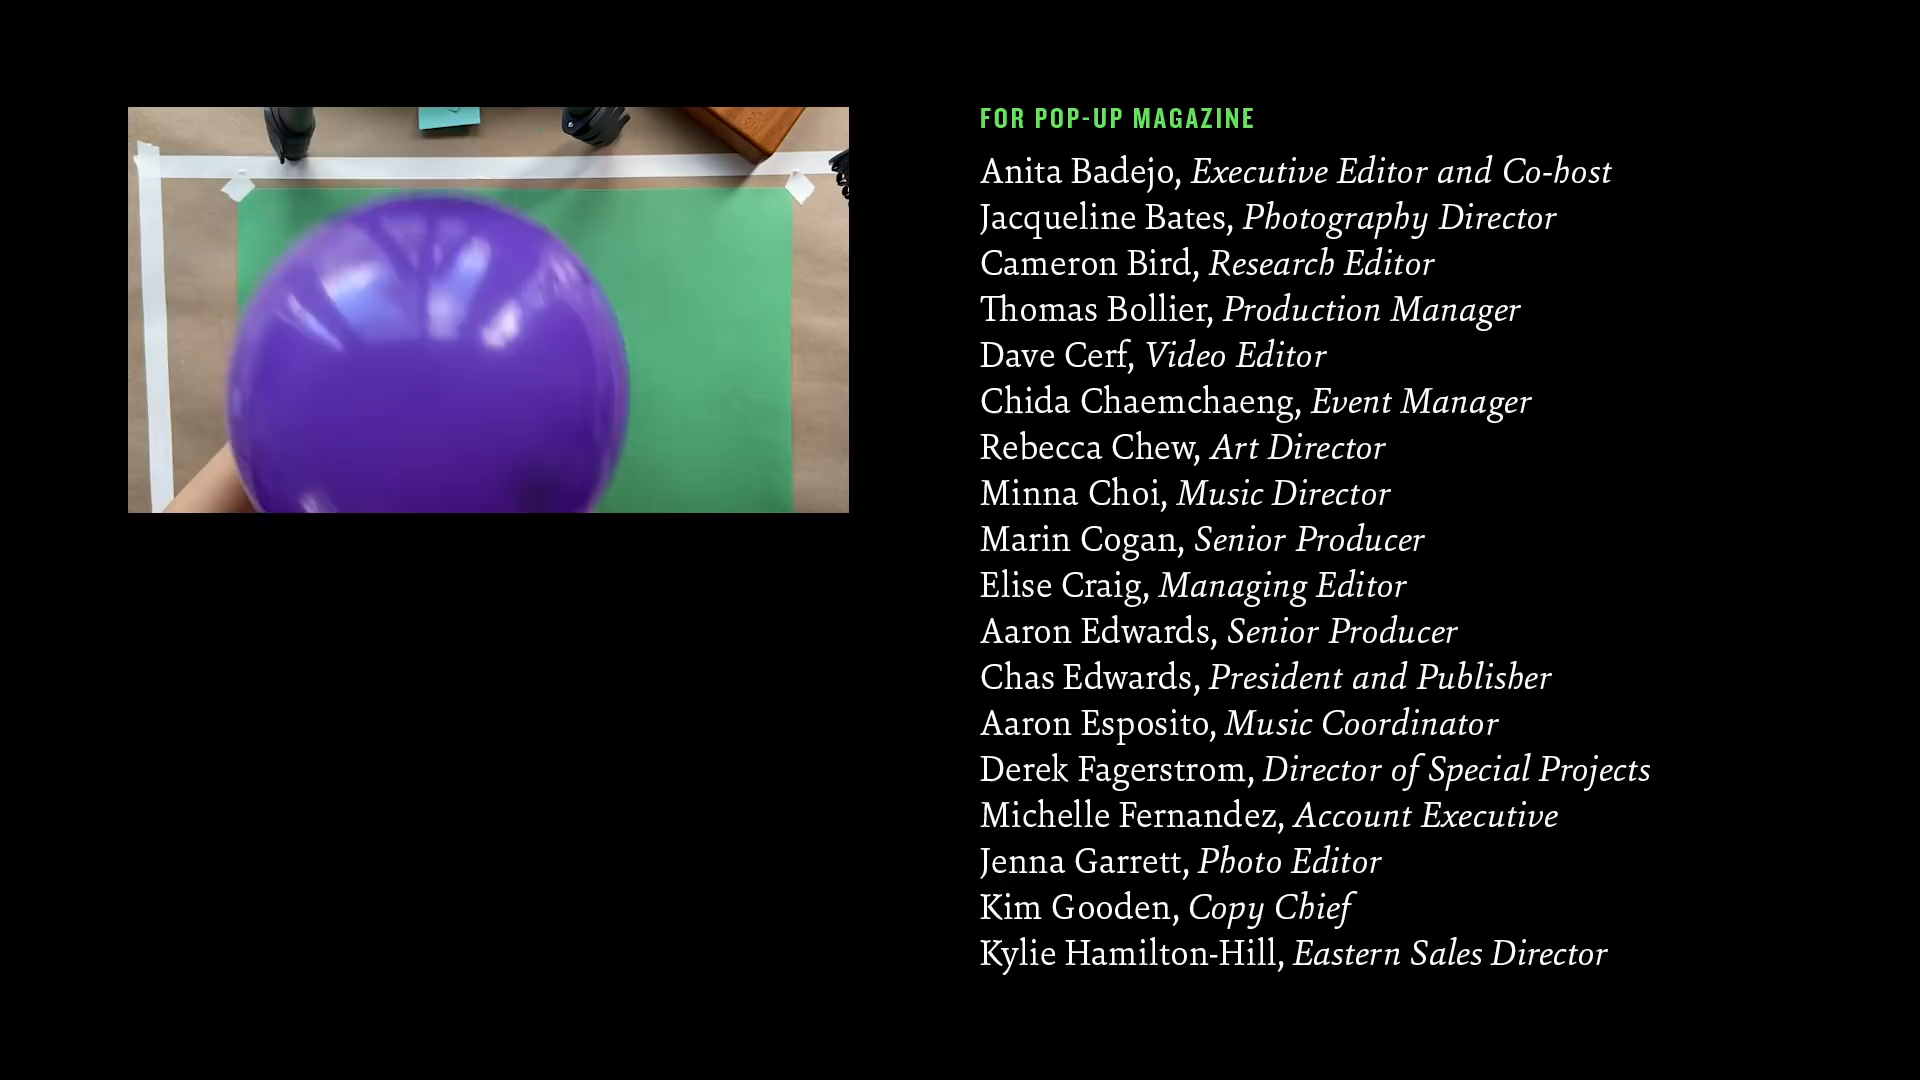 FOR POP-UP MAGAZINE
Anita Badejo, Executive Editor and Co-host
Jacqueline Bates, Photography Director
Cameron Bird, Research Editor
Thomas Bollier, Production Manager
Dave Cerf, Video Editor
Chida Chaemchaeng, Event Manager
Rebecca Chew, Art Director
Minna Choi, Music Director
Marin Cogan, Senior Producer
Elise Craig, Managing Editor
Aaron Edwards, Senior Producer
Chas Edwards, President and Publisher
Aaron Esposito, Music Coordinator
Derek Fagerstrom, Director of Special Projects
Michelle Fernandez, Account Executive
Jenna Garrett, Photo Editor
Kim Gooden, Copy Chief
Kylie Hamilton-Hill, Eastern Sales Director